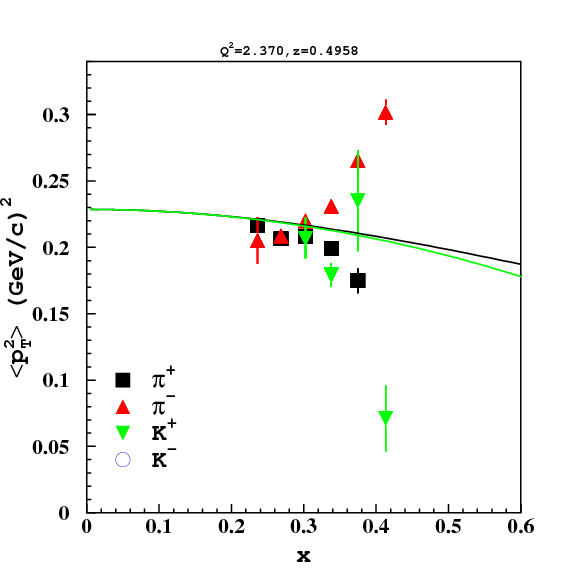 Q²=2.370,z=0.4958
<p²_T> (GeV/c)²
0.3
0.25
0.2
0.15
0.1
0.05
0
π⁺
π⁻
K⁺
K⁻
0 0.1 0.2 0.3 0.4 0.5 0.6
x